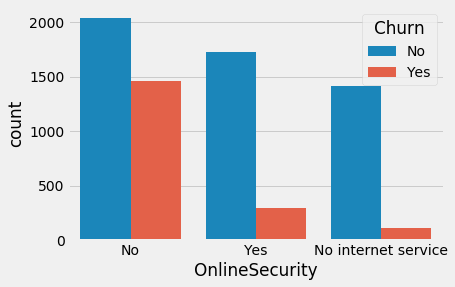 Churn
No
Yes
2000
1500
1000
500
0
count
No
Yes
No internet service
OnlineSecurity